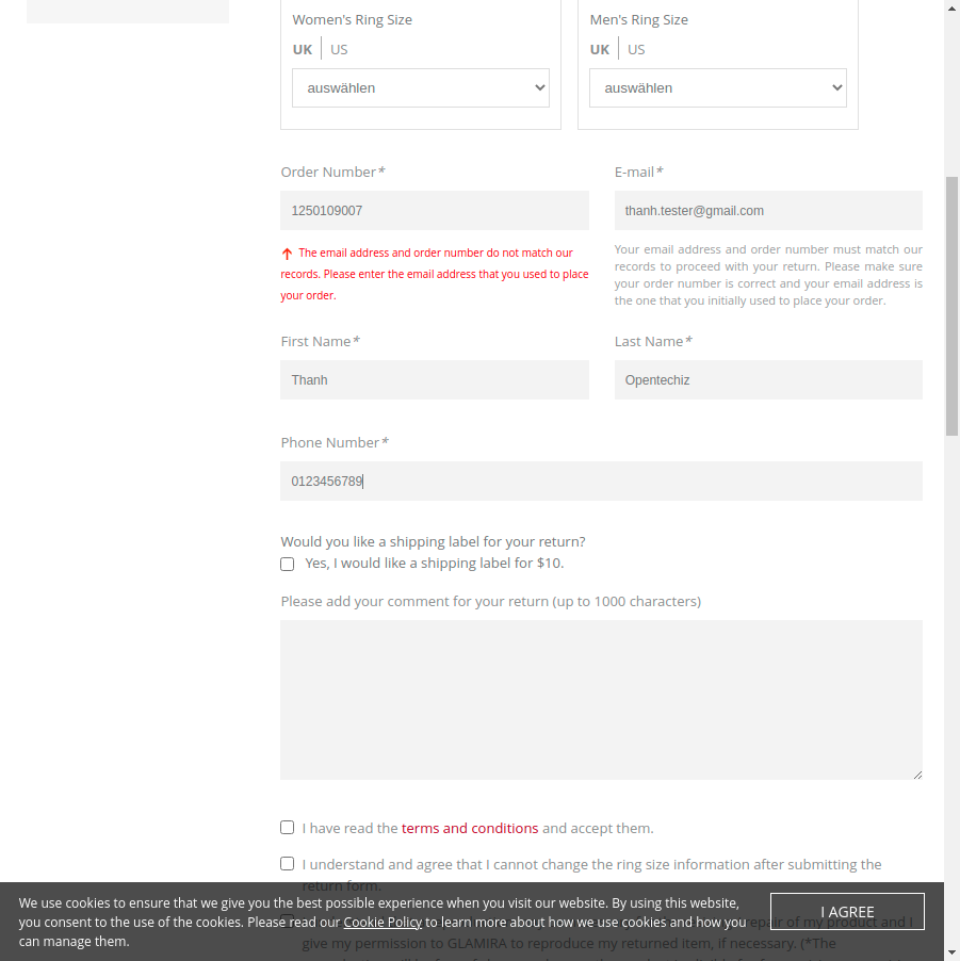 Women's Ring Size
Men's Ring Size
UK US
UK US
auswählen
auswählen
Order Number*
E-mail*
1250109007
thanh.tester@gmail.com
The email address and order number do not match our
records. Please enter the email address that you used to place
your order.
Your email address and order number must match our
records to proceed with your return. Please make sure
your order number is correct and your email address is
the one that you initially used to place your order.
First Name*
Last Name*
Thanh
Opentechiz
Phone Number*
0123456789
Would you like a shipping label for your return?
Yes, I would like a shipping label for $10.
Please add your comment for your return (up to 1000 characters)
I have read the terms and conditions and accept them.
I understand and agree that I cannot change the ring size information after submitting the
return form.
We use cookies to ensure that we give you the best possible experience when you visit our website. By using this website,
you consent to the use of the cookies. Please read our Cookie Policy to learn more about how we use cookies and how you
can manage them.
I AGREE
repair of my product and I
give my permission to GLAMIRA to reproduce my returned item, if necessary. (*The